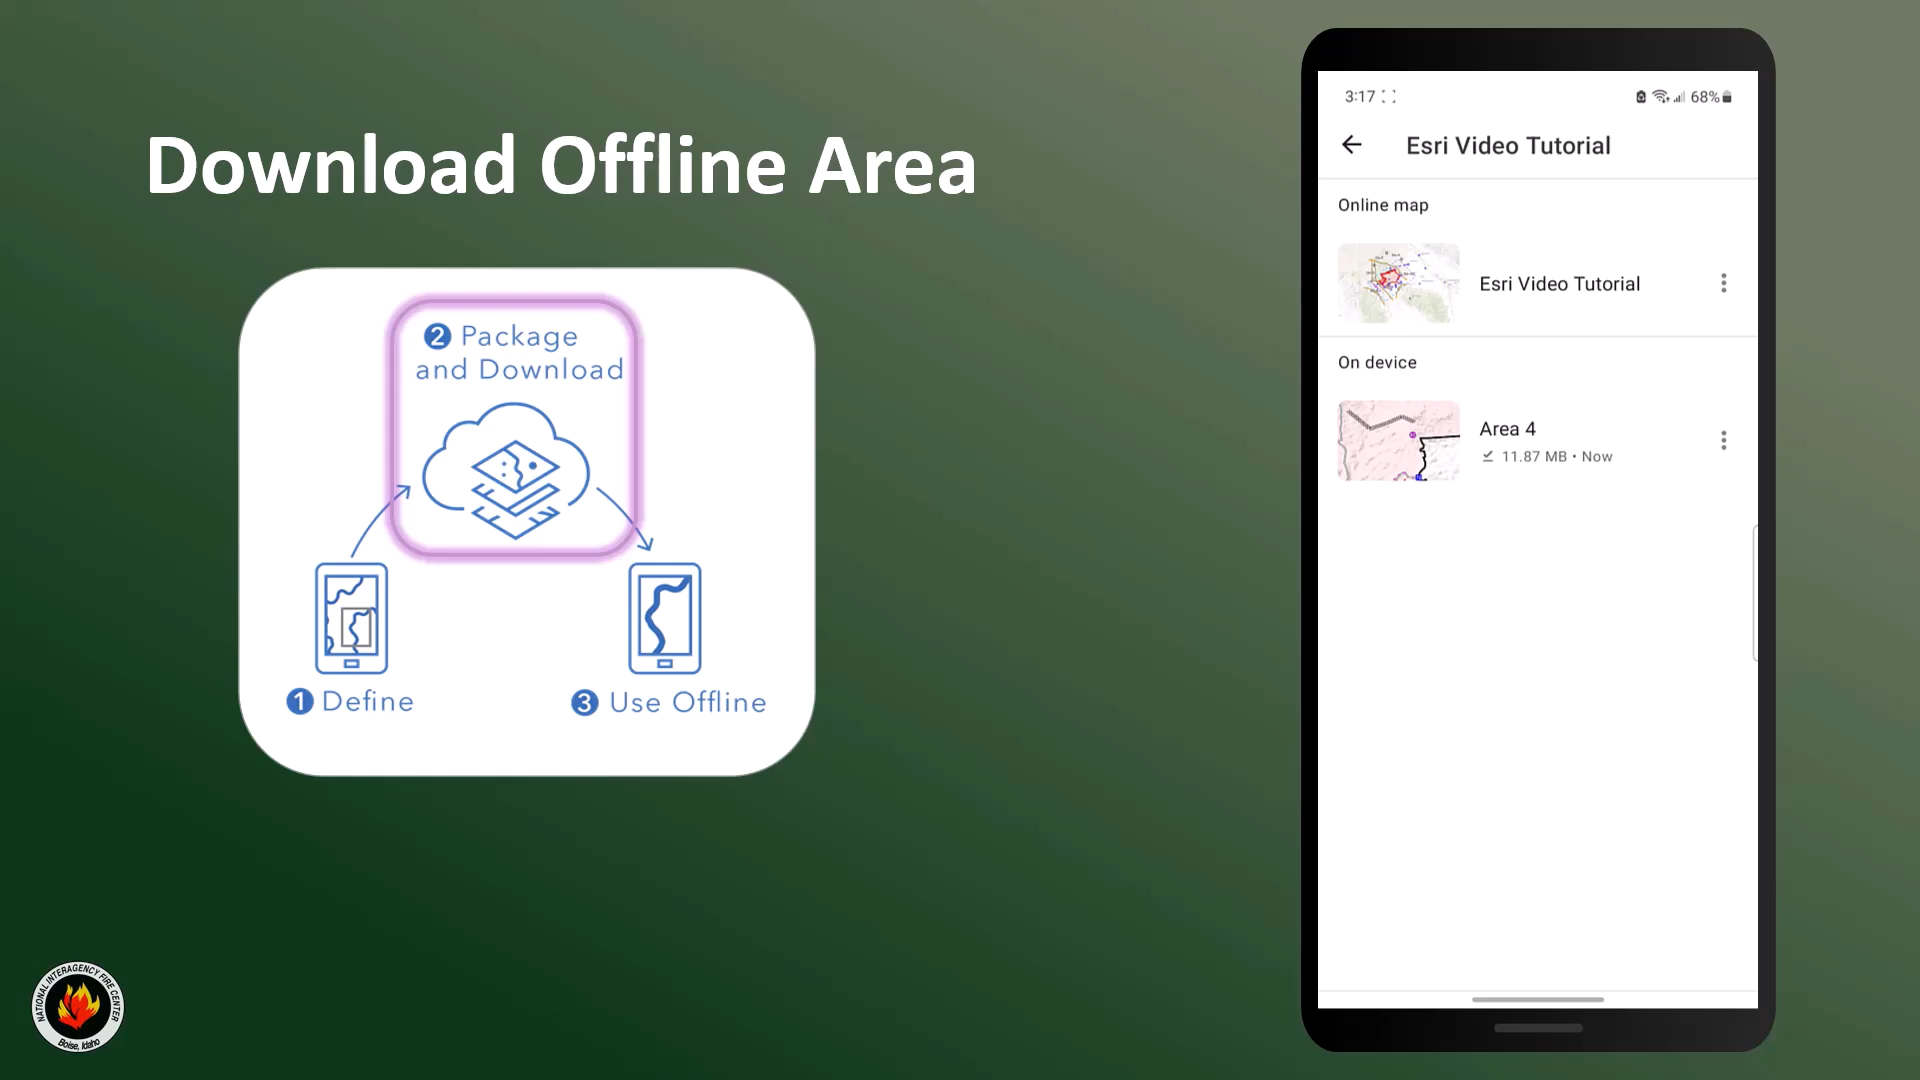 Download Offline Area
2 Package
and Download
1 Define
3 Use Offline
NATIONAL INTERAGENCY FIRE CENTER
Boise, Idaho
3:17
68%
Esri Video Tutorial
Online map
Esri Video Tutorial
On device
Area 4
11.87 MB • Now